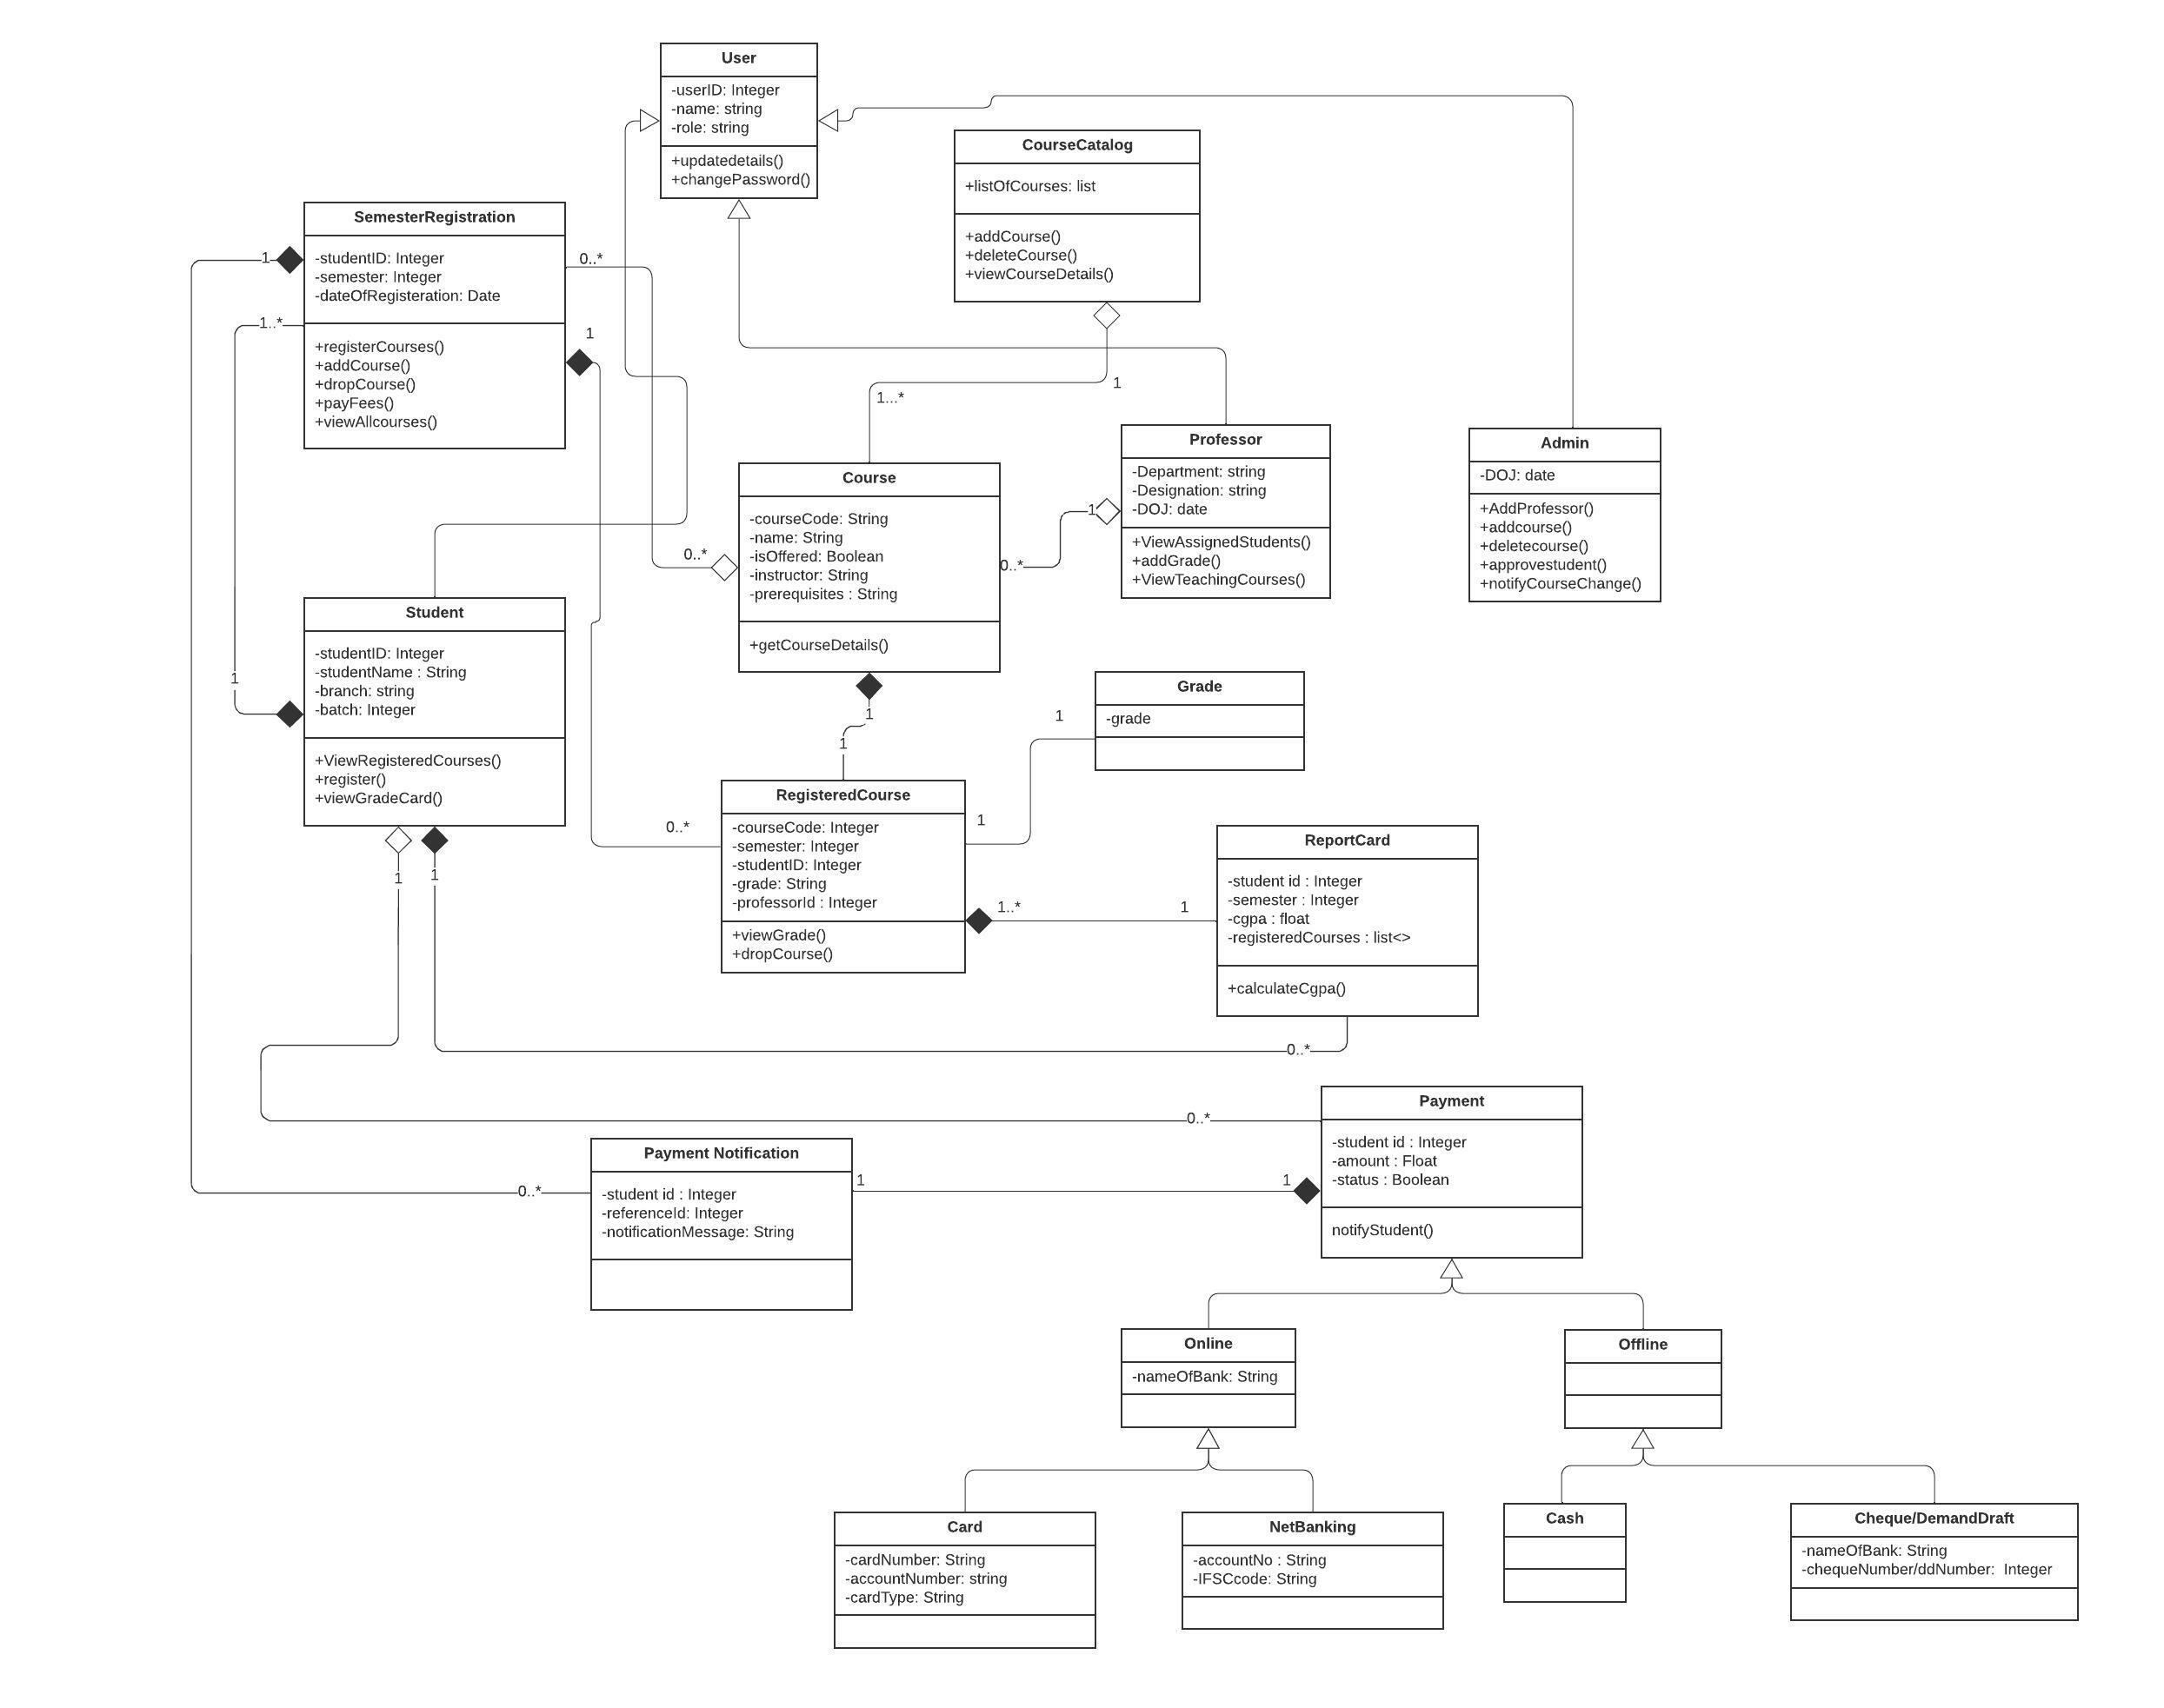 User
-userID: Integer
-name: string
-role: string
+updatedetails()
+changePassword()
CourseCatalog
+listOfCourses: list
+addCourse()
+deleteCourse()
+viewCourseDetails()
SemesterRegistration
-studentID: Integer
-semester: Integer
-dateOfRegisteration: Date
+registerCourses()
+addCourse()
+dropCourse()
+payFees()
+viewAllcourses()
1
0..*
1..*
1
1
1...*
Professor
-Department: string
-Designation: string
-DOJ: date
+ViewAssignedStudents()
+addGrade()
+ViewTeachingCourses()
Admin
-DOJ: date
+AddProfessor()
+addcourse()
+deletecourse()
+approvestudent()
+notifyCourseChange()
Course
-courseCode: String
-name: String
-isOffered: Boolean
-instructor: String
-prerequisites : String
+getCourseDetails()
1
0..*
0..*
Student
-studentID: Integer
-studentName : String
-branch: string
-batch: Integer
+ViewRegisteredCourses()
+register()
+viewGradeCard()
1
Grade
-grade
1
1
1
RegisteredCourse
-courseCode: Integer
-semester: Integer
-studentID: Integer
-grade: String
-professorId : Integer
+viewGrade()
+dropCourse()
0..*
1
1..*
1
ReportCard
-student id : Integer
-semester : Integer
-cgpa : float
-registeredCourses : list<>
+calculateCgpa()
1
1
0..*
0..*
Payment
-student id : Integer
-amount : Float
-status : Boolean
notifyStudent()
Payment Notification
-student id : Integer
-referenceId: Integer
-notificationMessage: String
0..*
1
1
Online
-nameOfBank: String
Offline
Card
-cardNumber: String
-accountNumber: string
-cardType: String
NetBanking
-accountNo : String
-IFSCcode: String
Cash
Cheque/DemandDraft
-nameOfBank: String
-chequeNumber/ddNumber:  Integer